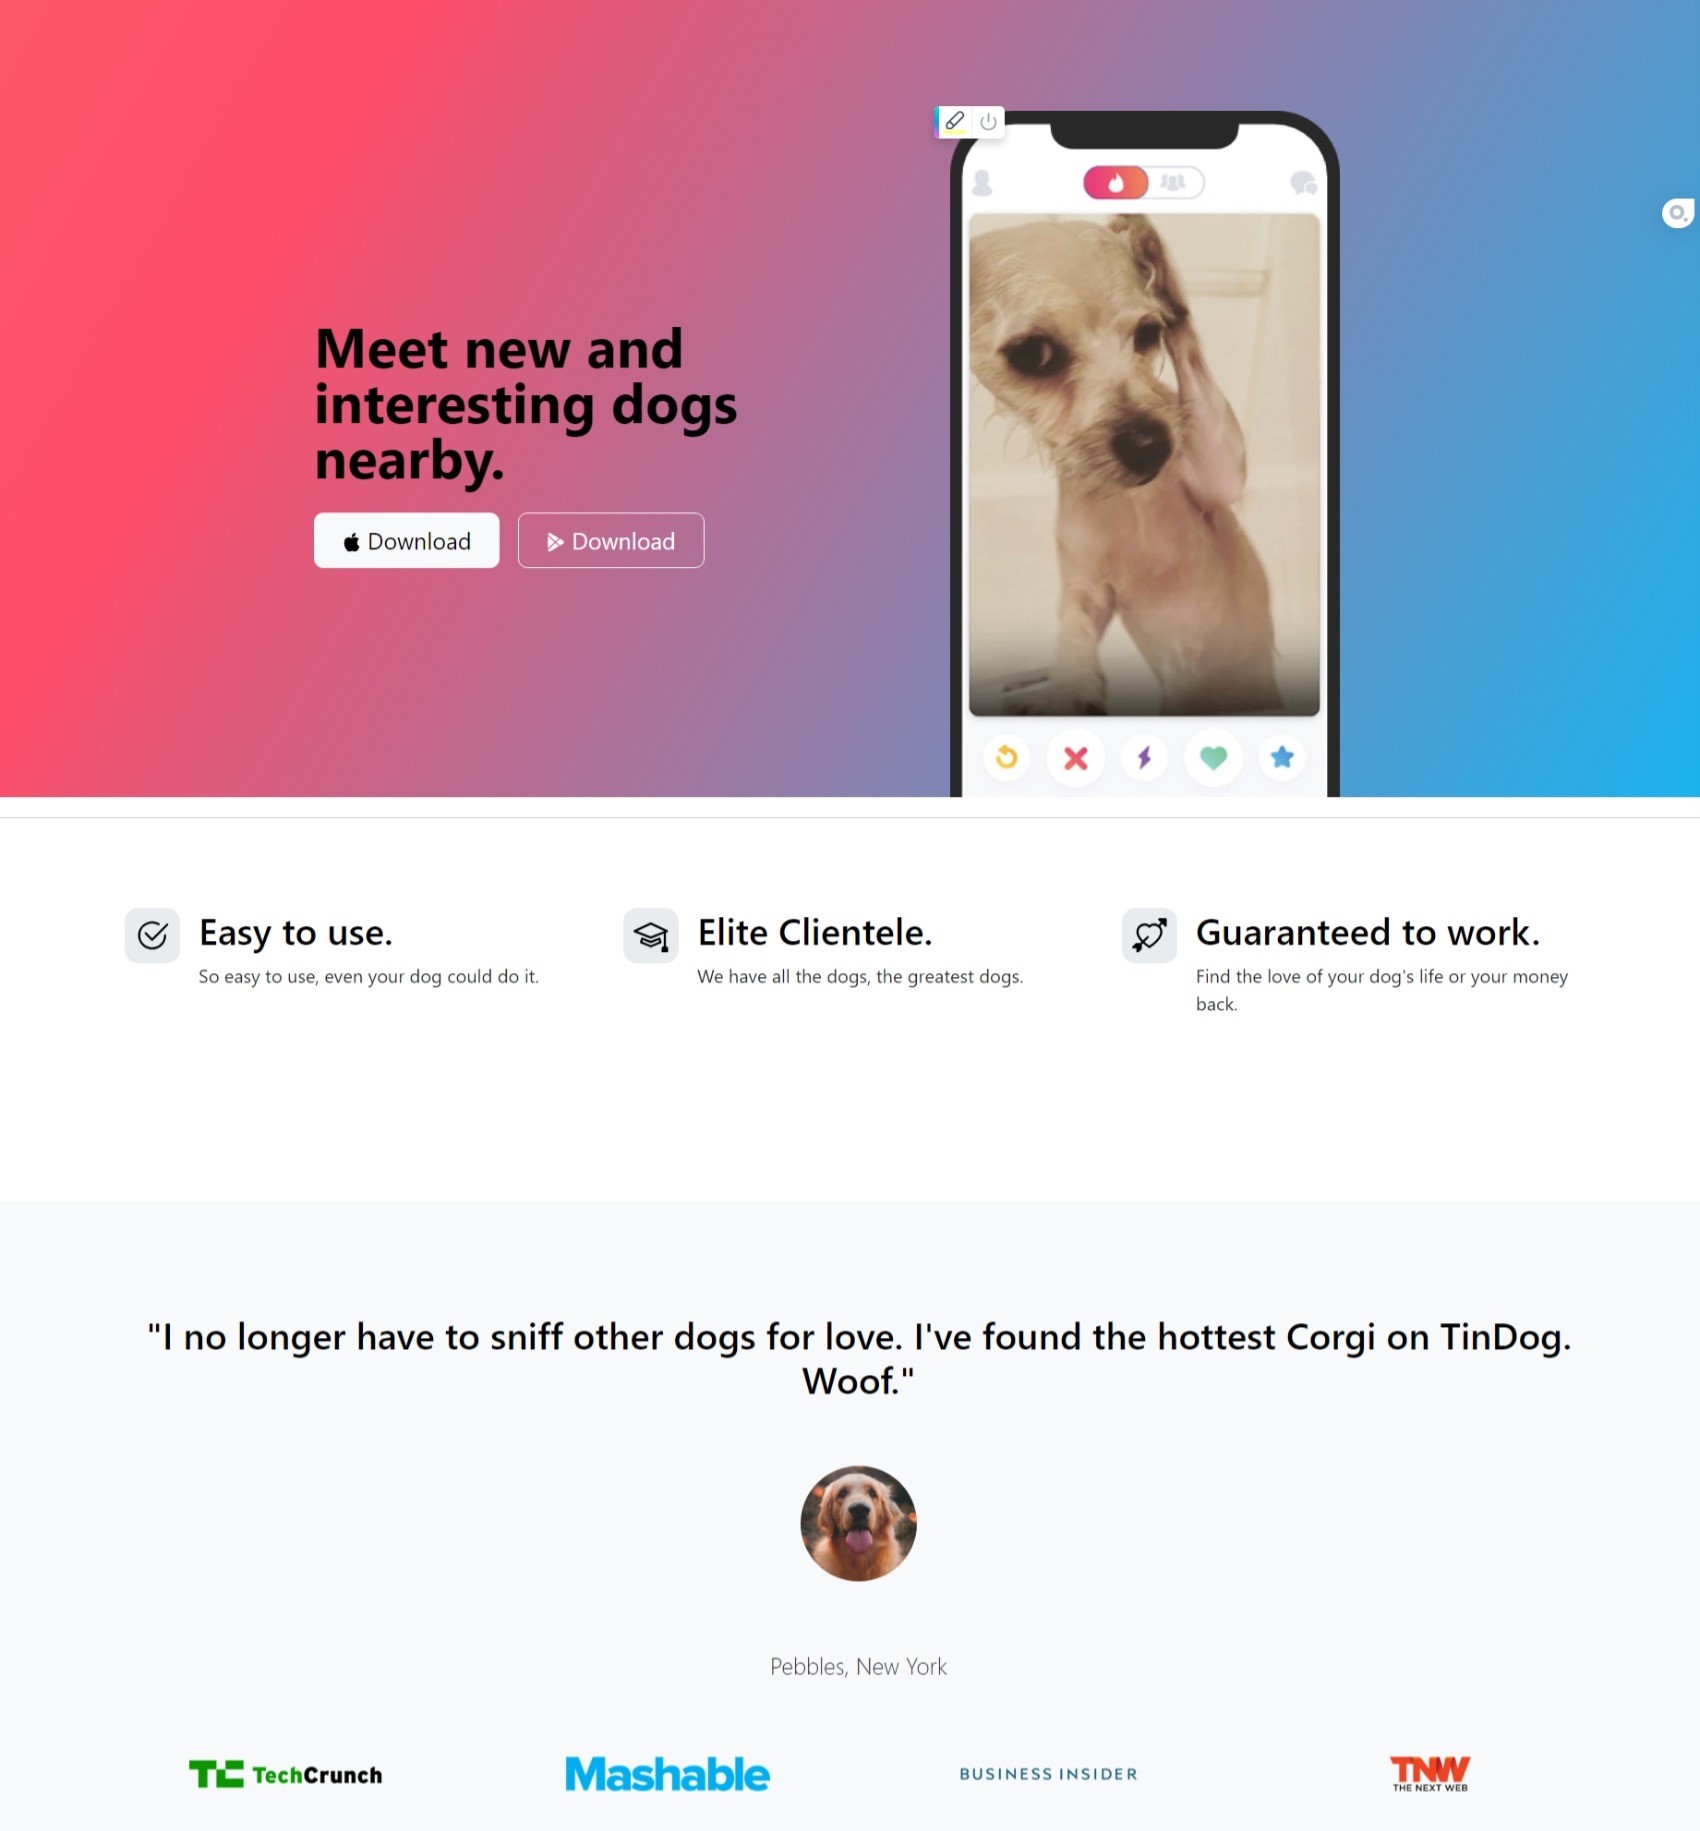 Meet new and
interesting dogs
nearby.
Download
Download
Easy to use.
So easy to use, even your dog could do it.
Elite Clientele.
We have all the dogs, the greatest dogs.
Guaranteed to work.
Find the love of your dog's life or your money
back.
"I no longer have to sniff other dogs for love. I've found the hottest Corgi on TinDog.
Woof."
Pebbles, New York
TC TechCrunch
Mashable
BUSINESS INSIDER
TNW
THE NEXT WEB